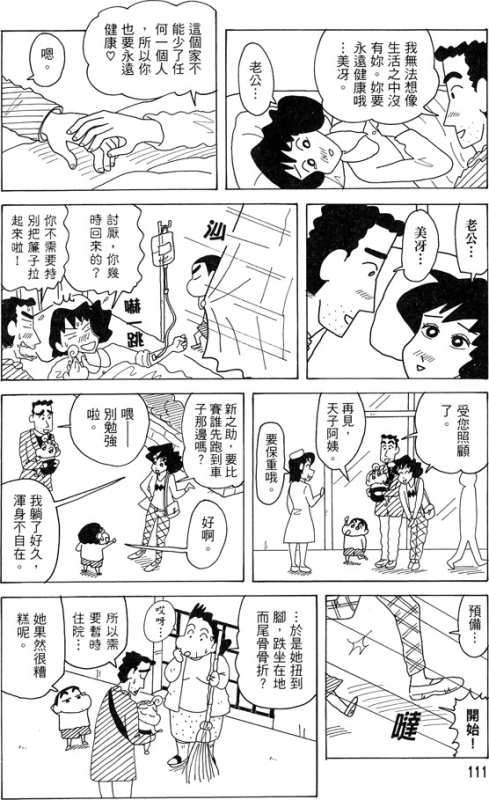 我無法想像
生活之中沒
有妳。妳要
永遠健康哦
…美冴。
老公…
這個家不
能少了任
何一個人
，所以你
也要永遠
健康♡
嗯。
老公…
美冴…
討厭，你幾
時回來的？
你不需要特
別把簾子拉
起來啦！
受您照顧
了。
再見，
天子阿姨。
要保重哦。
新之助，要比
賽誰先跑到車
子那邊嗎？
好啊。
喂——
別勉強
啦。
我躺了好久，
渾身不自在。
預備…
開始！
噠
…於是她扭到
腳，跌坐在地
而尾骨骨折？
哎呀…
所以需
要暫時
住院…
她果然很糟
糕呢。
111